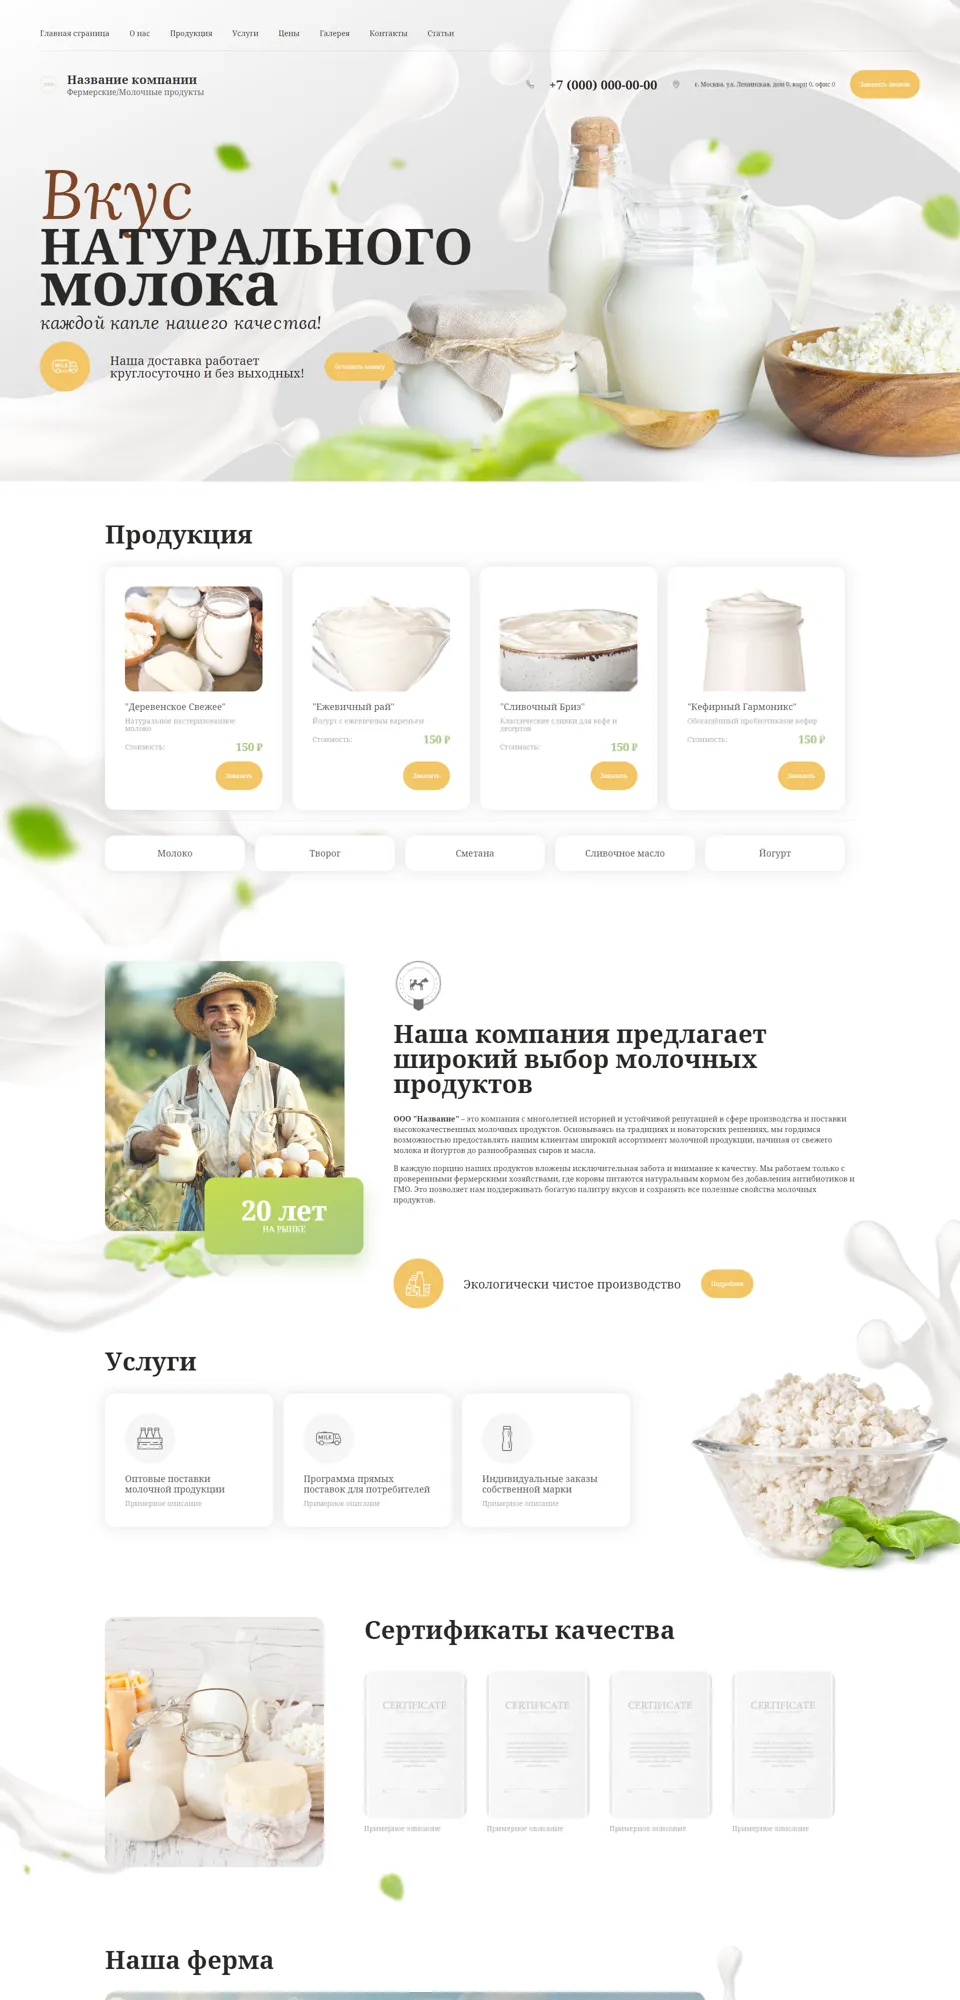 Главная страница О нас Продукция Услуги Цены Галерея Контакты Статьи
Название компании
Фермерские/Молочные продукты
+7 (000) 000-00-00
г. Москва, ул. Ленинская, дом 0, корп 0, офис 0
Заказать звонок
Вкус
НАТУРАЛЬНОГО
молока
каждой капле нашего качества!
Наша доставка работает
круглосуточно и без выходных!
Оставить заявку
Продукция
"Деревенское Свежее"
Натуральное пастеризованное
молоко
Стоимость: 150 ₽
Заказать
"Ежевичный рай"
Йогурт с ежевичным вареньем
Стоимость: 150 ₽
Заказать
"Сливочный Бриз"
Классические сливки для кофе и
десертов
Стоимость: 150 ₽
Заказать
"Кефирный Гармоникс"
Обогащённый пробиотиками кефир
Стоимость: 150 ₽
Заказать
Молоко Творог Сметана Сливочное масло Йогурт
20 лет
НА РЫНКЕ
Наша компания предлагает
широкий выбор молочных
продуктов
ООО "Название" – это компания с многолетней историей и устойчивой репутацией в сфере производства и поставки
высококачественных молочных продуктов. Основываясь на традициях и новаторских решениях, мы гордимся
возможностью предоставлять нашим клиентам широкий ассортимент молочной продукции, начиная от свежего
молока и йогуртов до разнообразных сыров и масла.
В каждую порцию наших продуктов вложены исключительная забота и внимание к качеству. Мы работаем только с
проверенными фермерскими хозяйствами, где коровы питаются натуральным кормом без добавления антибиотиков и
ГМО. Это позволяет нам поддерживать богатую палитру вкусов и сохранять все полезные свойства молочных
продуктов.
Экологически чистое производство
Подробнее
Услуги
Оптовые поставки
молочной продукции
Примерное описание
MILK
Программа прямых
поставок для потребителей
Примерное описание
Индивидуальные заказы
собственной марки
Примерное описание
Сертификаты качества
CERTIFICATE CERTIFICATE CERTIFICATE CERTIFICATE
Примерное описание Примерное описание Примерное описание Примерное описание
Наша ферма